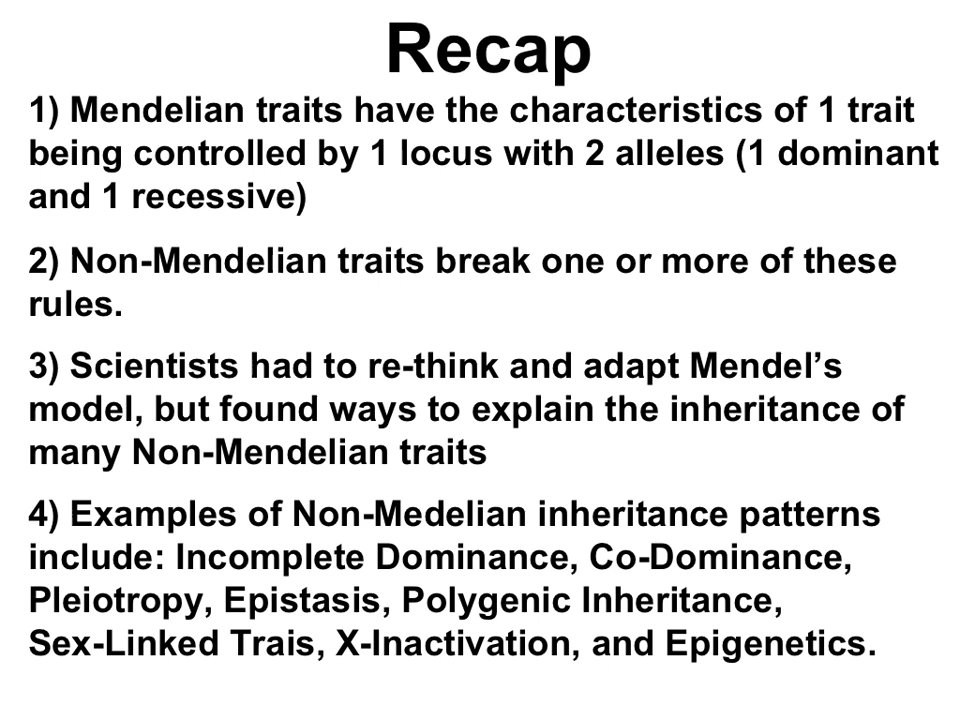 Recap
1) Mendelian traits have the characteristics of 1 trait
being controlled by 1 locus with 2 alleles (1 dominant
and 1 recessive)
2) Non-Mendelian traits break one or more of these
rules.
3) Scientists had to re-think and adapt Mendel’s
model, but found ways to explain the inheritance of
many Non-Mendelian traits
4) Examples of Non-Medelian inheritance patterns
include: Incomplete Dominance, Co-Dominance,
Pleiotropy, Epistasis, Polygenic Inheritance,
Sex-Linked Trais, X-Inactivation, and Epigenetics.